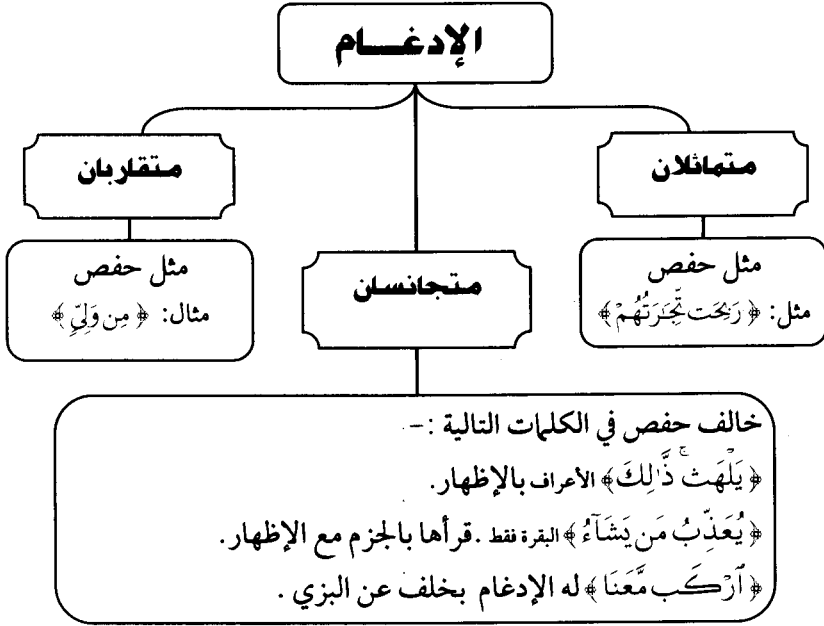 الإدغـــام
متماثلان
متقاربان
مثل حفص
مثل: ﴿رَبِحَت تِّجَٰرَتُهُمۡ﴾
متجانسان
مثل حفص
مثال: ﴿مِن وَلِيٍّ﴾
خالف حفص في الكلمات التالية :-
﴿يَلۡهَثۚ ذَّٰلِكَ﴾ الأعراف بالإظهار.
﴿يُعَذِّبُ مَن يَشَآءُ﴾ البقرة فقط .قرأها بالجزم مع الإظهار.
﴿ٱرۡكَب مَّعَنَا﴾ له الإدغام بخلف عن البزي .